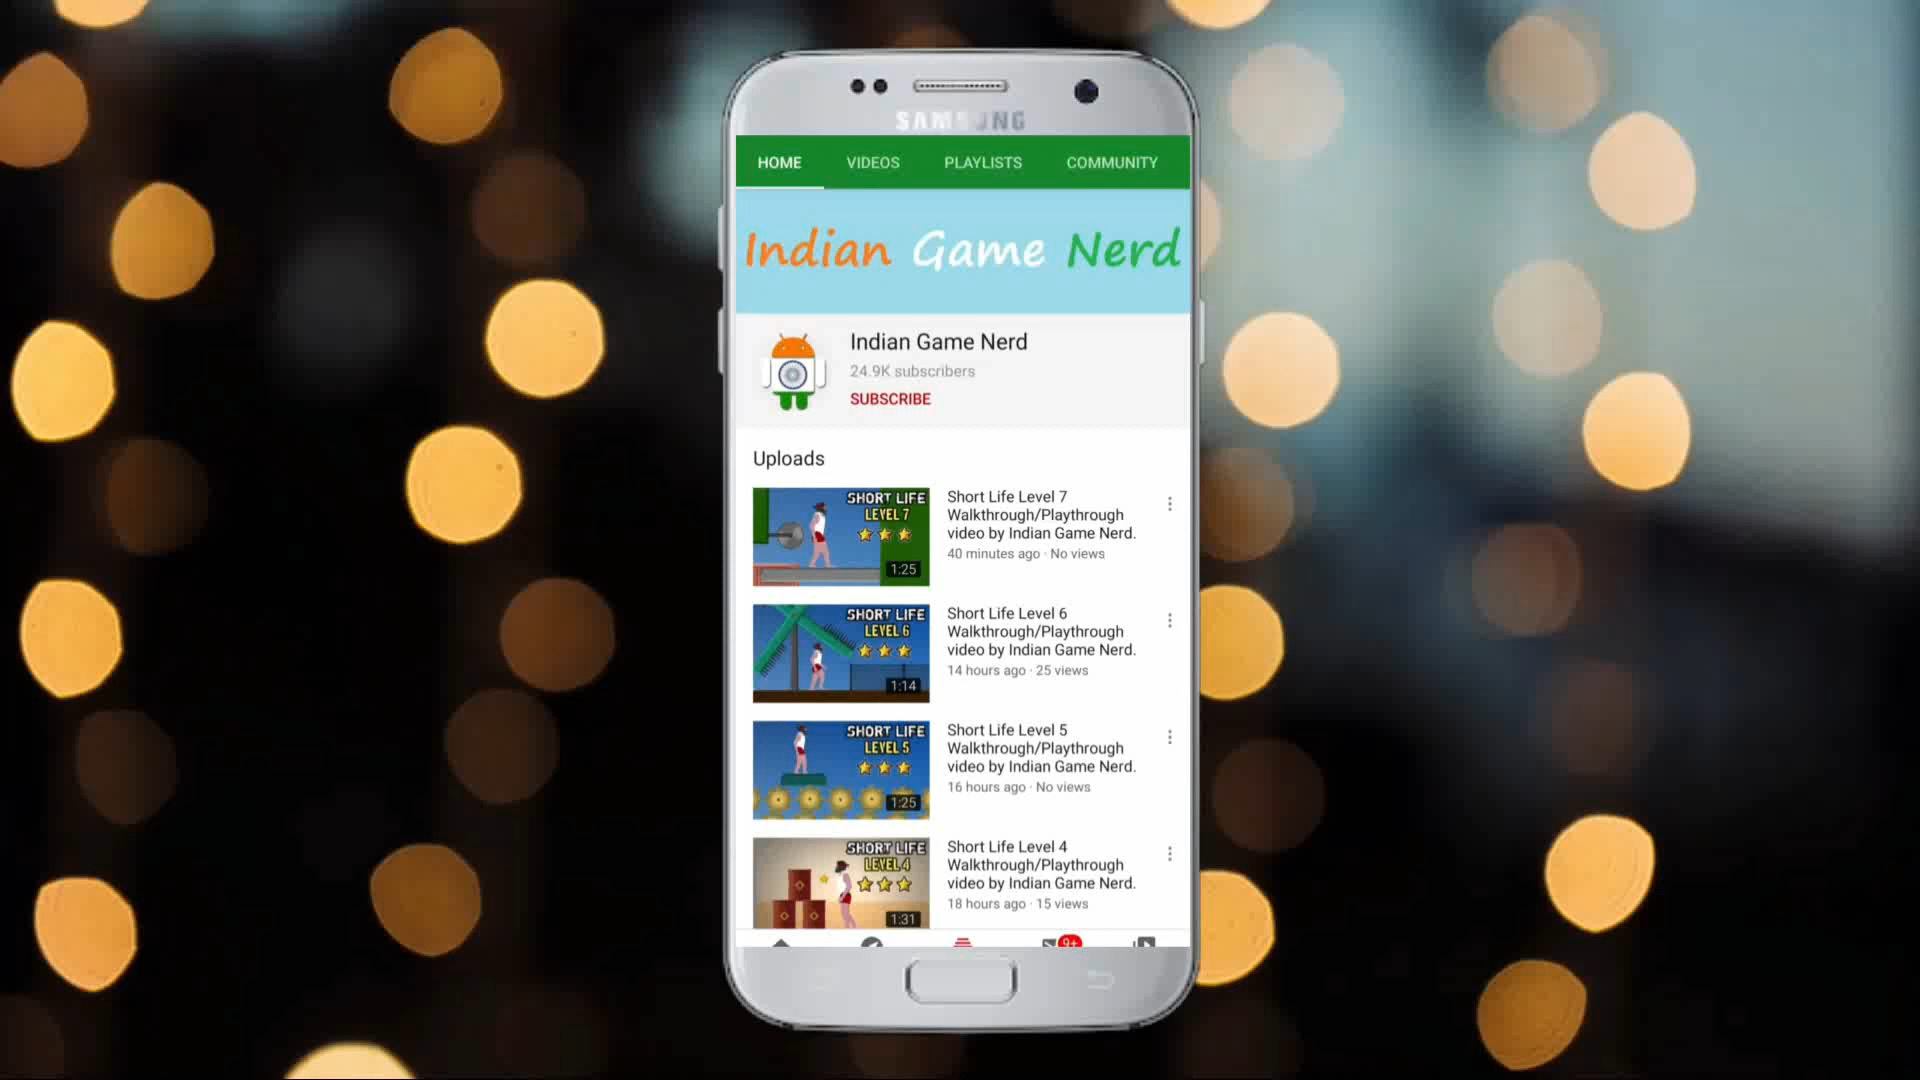 SAMSUNG
HOME VIDEOS PLAYLISTS COMMUNITY
Indian Game Nerd
Indian Game Nerd
24.9K subscribers
SUBSCRIBE
Uploads
SHORT LIFE
LEVEL 7
1:25
Short Life Level 7
Walkthrough/Playthrough
video by Indian Game Nerd.
40 minutes ago · No views
SHORT LIFE
LEVEL 6
1:14
Short Life Level 6
Walkthrough/Playthrough
video by Indian Game Nerd.
14 hours ago · 25 views
SHORT LIFE
LEVEL 5
1:25
Short Life Level 5
Walkthrough/Playthrough
video by Indian Game Nerd.
16 hours ago · No views
SHORT LIFE
LEVEL 4
1:31
Short Life Level 4
Walkthrough/Playthrough
video by Indian Game Nerd.
18 hours ago · 15 views
9+